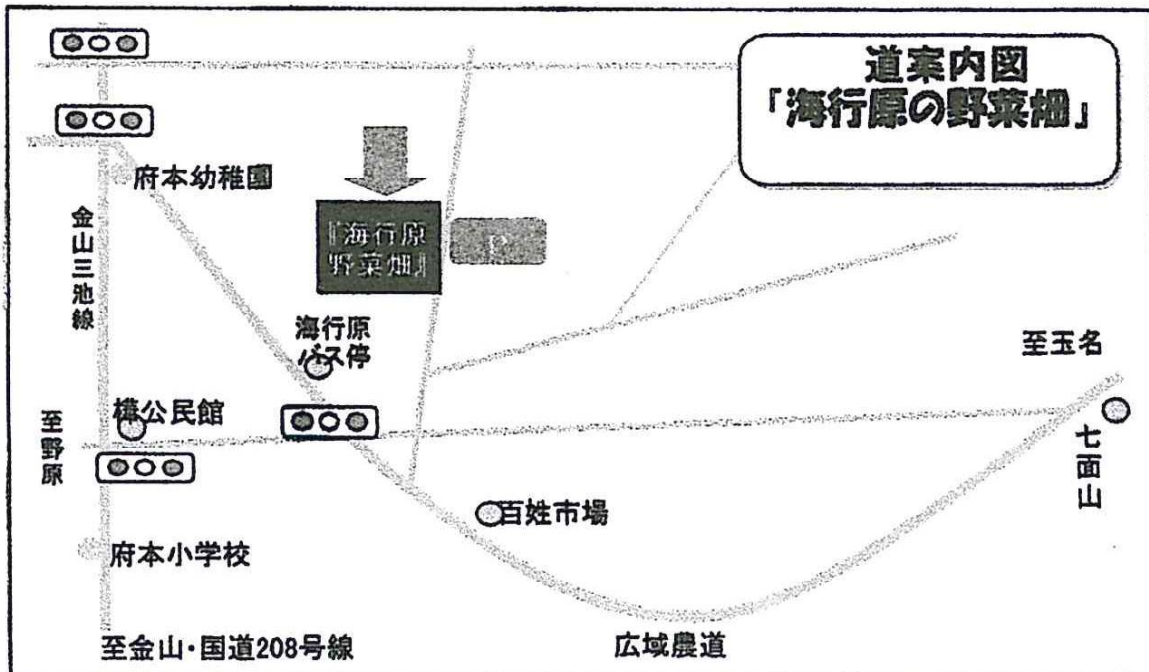 道案内図
「海行原の野菜畑」
府本幼稚園
金山三池線
『海行原
野菜畑』
P
海行原
バス停
至玉名
樺公民館
至野原
七面山
百姓市場
府本小学校
至金山・国道208号線
広域農道